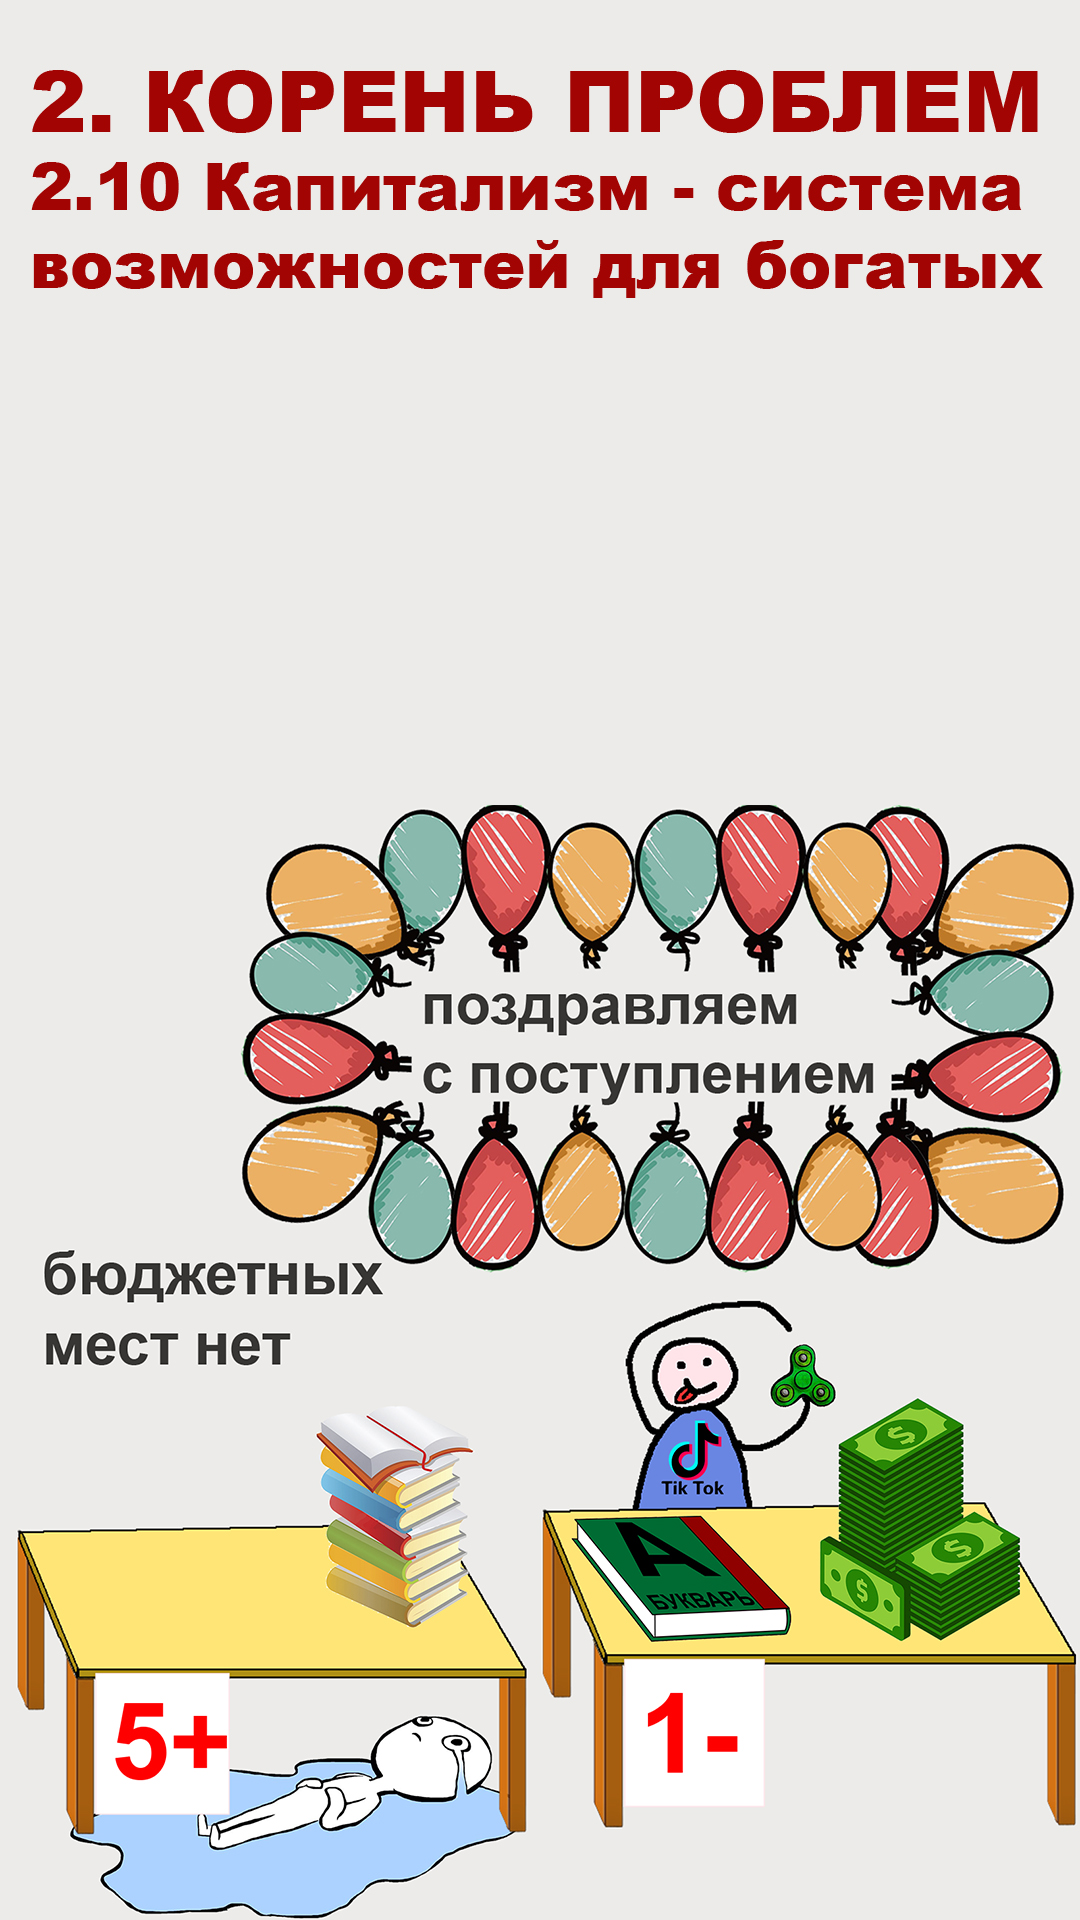 2. КОРЕНЬ ПРОБЛЕМ
2.10 Капитализм - система
возможностей для богатых
поздравляем
с поступлением
бюджетных
мест нет
Tik Tok
А
БУКВАРЬ
5+
1-